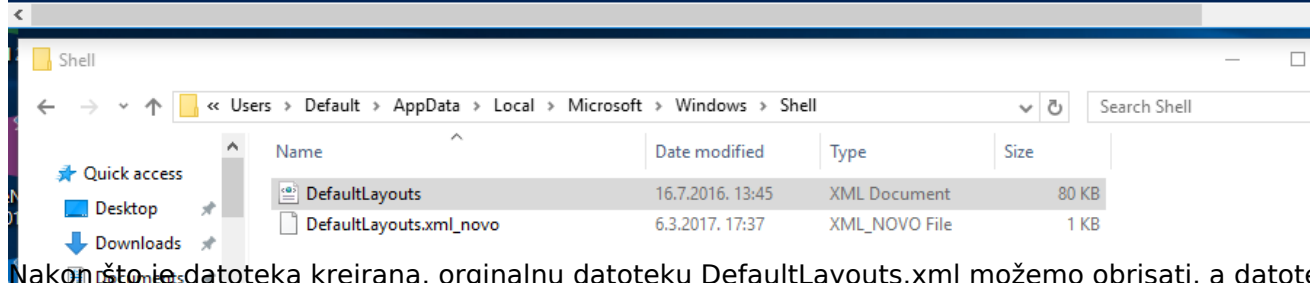 Shell
« Users > Default > AppData > Local > Microsoft > Windows > Shell
Search Shell
Name Date modified Type Size
Quick access
DefaultLayouts 16.7.2016. 13:45 XML Document 80 KB
Desktop
DefaultLayouts.xml_novo 6.3.2017. 17:37 XML_NOVO File 1 KB
Downloads
Documents
Nakon što je datoteka kreirana, orginalnu datoteku DefaultLayouts.xml možemo obrisati, a